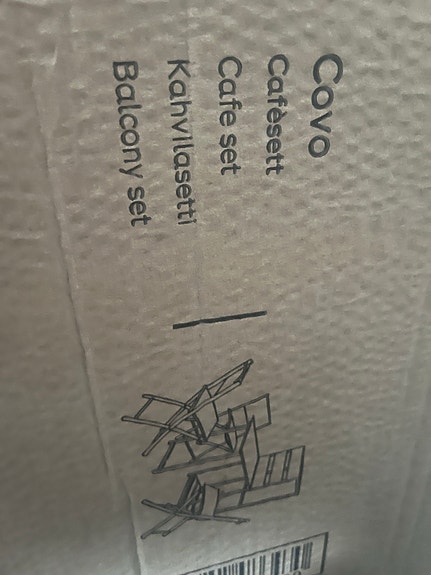 Covo
Cafèsett
Cafe set
Kahvilasetti
Balcony set